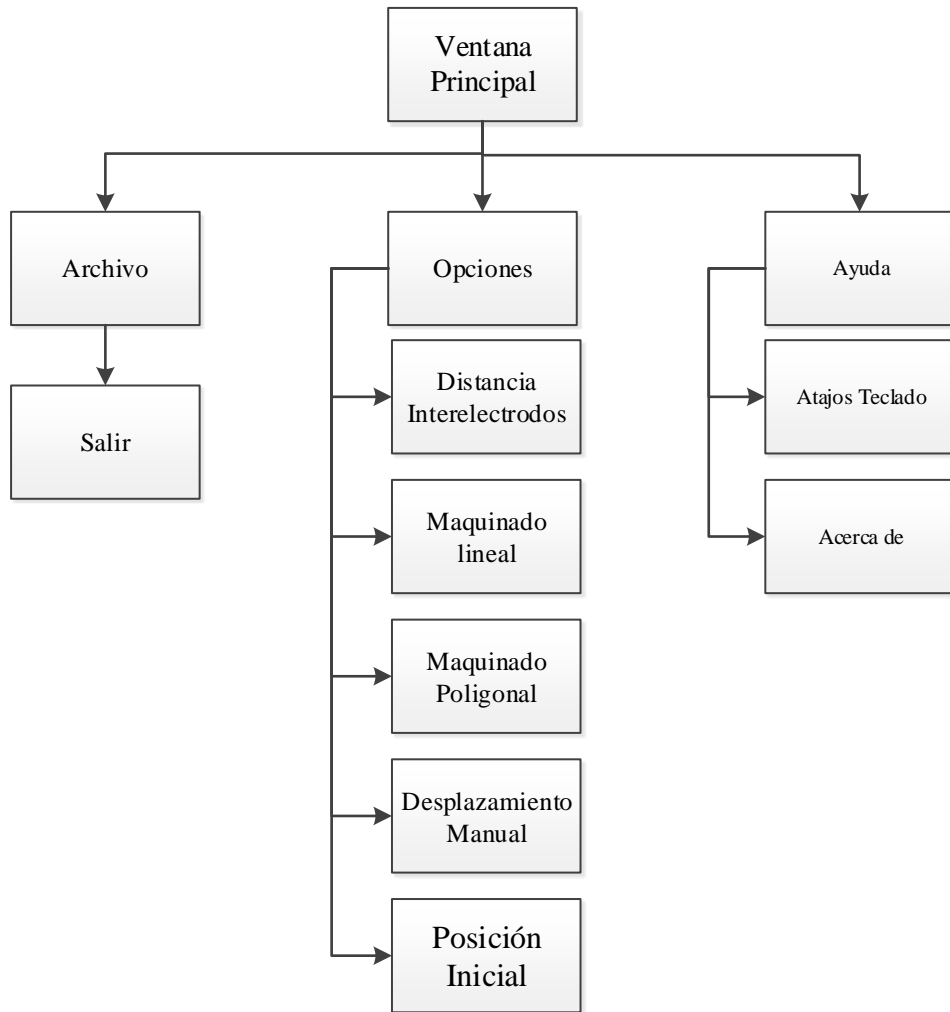 Ventana
Principal
Archivo
Opciones
Ayuda
Salir
Distancia
Interelectrodos
Atajos Teclado
Maquinado
lineal
Acerca de
Maquinado
Poligonal
Desplazamiento
Manual
Posición
Inicial